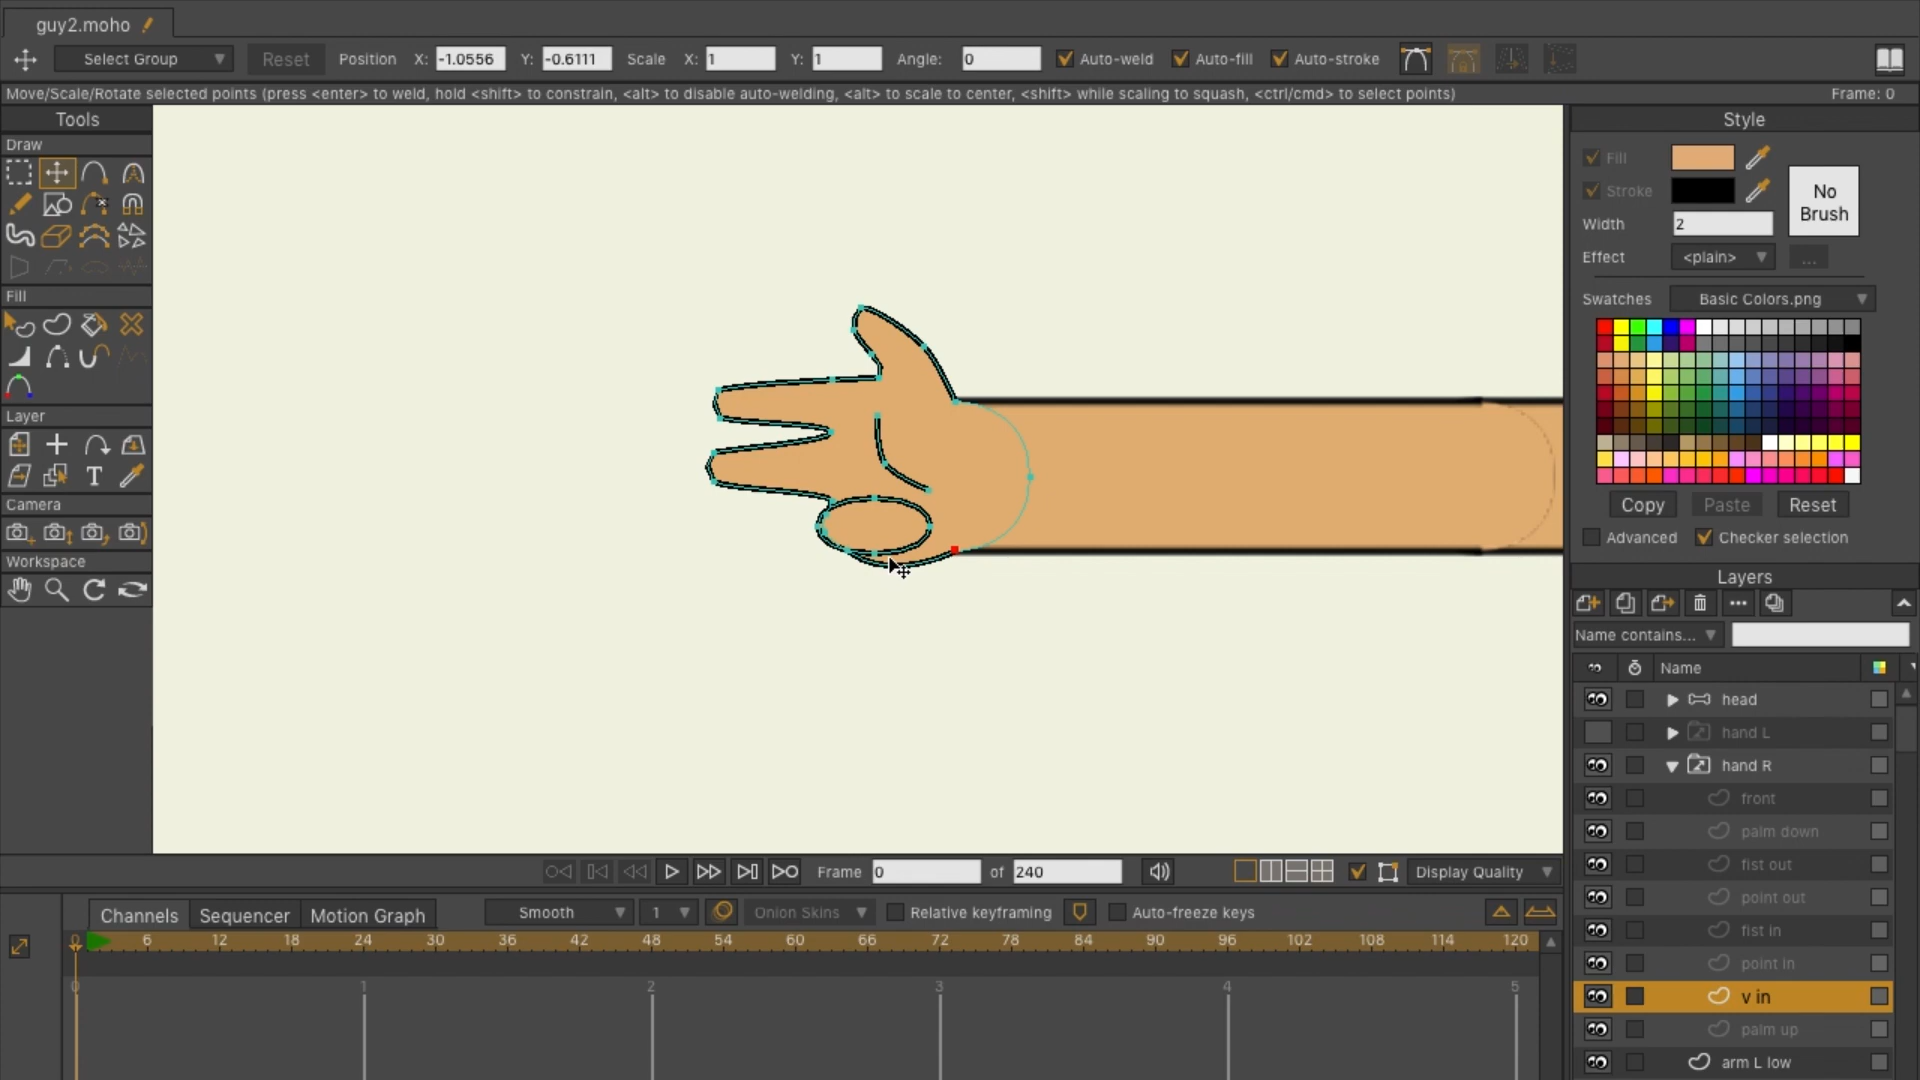 guy2.moho
Select Group Reset Position X: -1.0556 Y: -0.6111 Scale X: 1 Y: 1 Angle: 0 Auto-weld Auto-fill Auto-stroke
Move/Scale/Rotate selected points (press <enter> to weld, hold <shift> to constrain, <alt> to disable auto-welding, <alt> to scale to center, <shift> while scaling to squash, <ctrl/cmd> to select points) Frame: 0
Tools
Draw
Fill
Layer
T
Camera
Workspace
Style
Fill
Stroke
No
Brush
Width 2
Effect <plain> ...
Swatches Basic Colors.png
Copy Paste Reset
Advanced Checker selection
Layers
Name contains...
Name
head
hand L
hand R
front
palm down
fist out
point out
fist in
point in
v in
palm up
arm L low
Frame 0 of 240 Display Quality
Channels Sequencer Motion Graph Smooth 1 Onion Skins Relative keyframing Auto-freeze keys
0 6 12 18 24 30 36 42 48 54 60 66 72 78 84 90 96 102 108 114 120
0 1 2 3 4 5